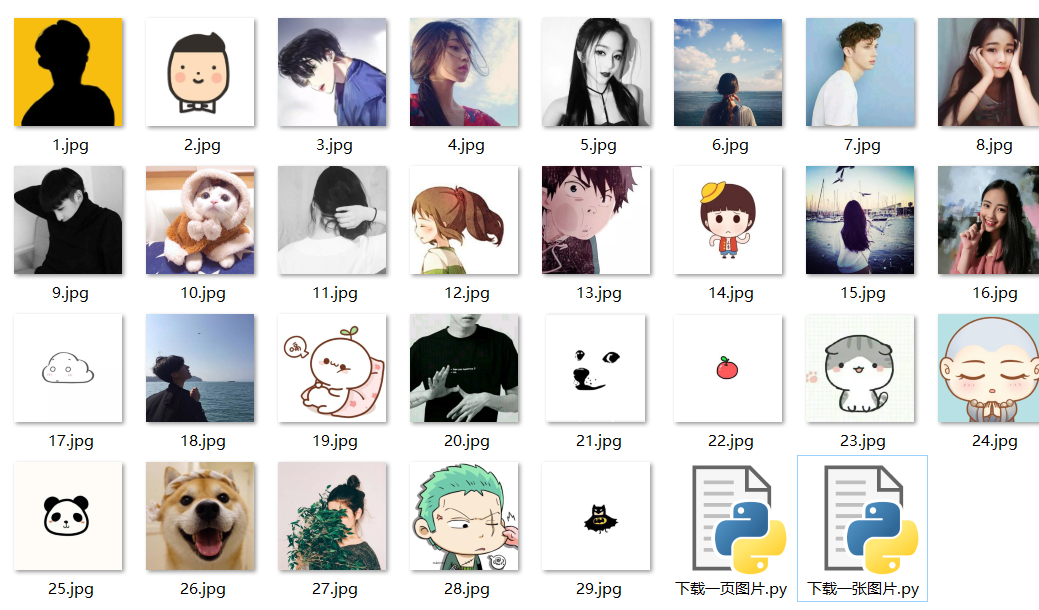 1.jpg 2.jpg 3.jpg 4.jpg 5.jpg 6.jpg 7.jpg 8.jpg
9.jpg 10.jpg 11.jpg 12.jpg 13.jpg 14.jpg 15.jpg 16.jpg
17.jpg 18.jpg 19.jpg 20.jpg 21.jpg 22.jpg 23.jpg 24.jpg
25.jpg 26.jpg 27.jpg 28.jpg 29.jpg 下载一页图片.py 下载一张图片.py